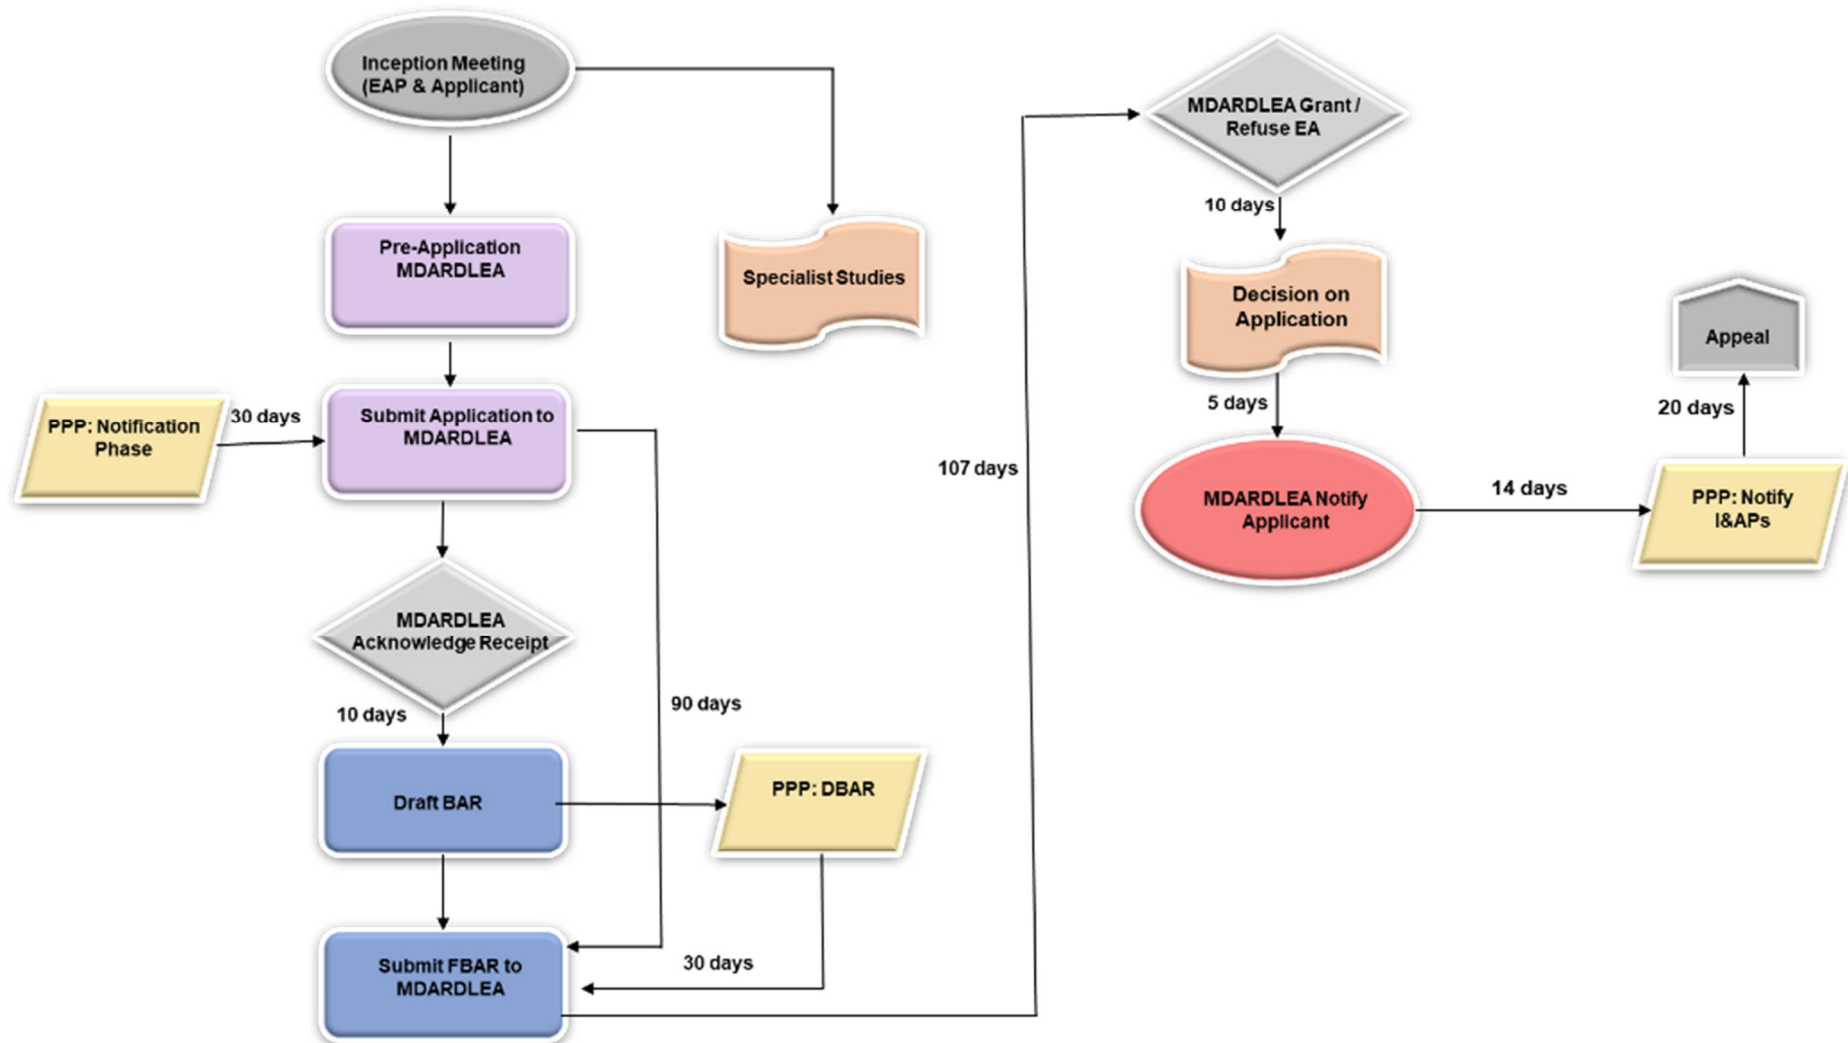 Inception Meeting
(EAP & Applicant)
Pre-Application
MDARDLEA
Specialist Studies
PPP: Notification
Phase
30 days
Submit Application to
MDARDLEA
MDARDLEA
Acknowledge Receipt
10 days
90 days
Draft BAR
PPP: DBAR
Submit FBAR to
MDARDLEA
30 days
107 days
MDARDLEA Grant /
Refuse EA
10 days
Decision on
Application
5 days
MDARDLEA Notify
Applicant
14 days
PPP: Notify
I&APs
20 days
Appeal